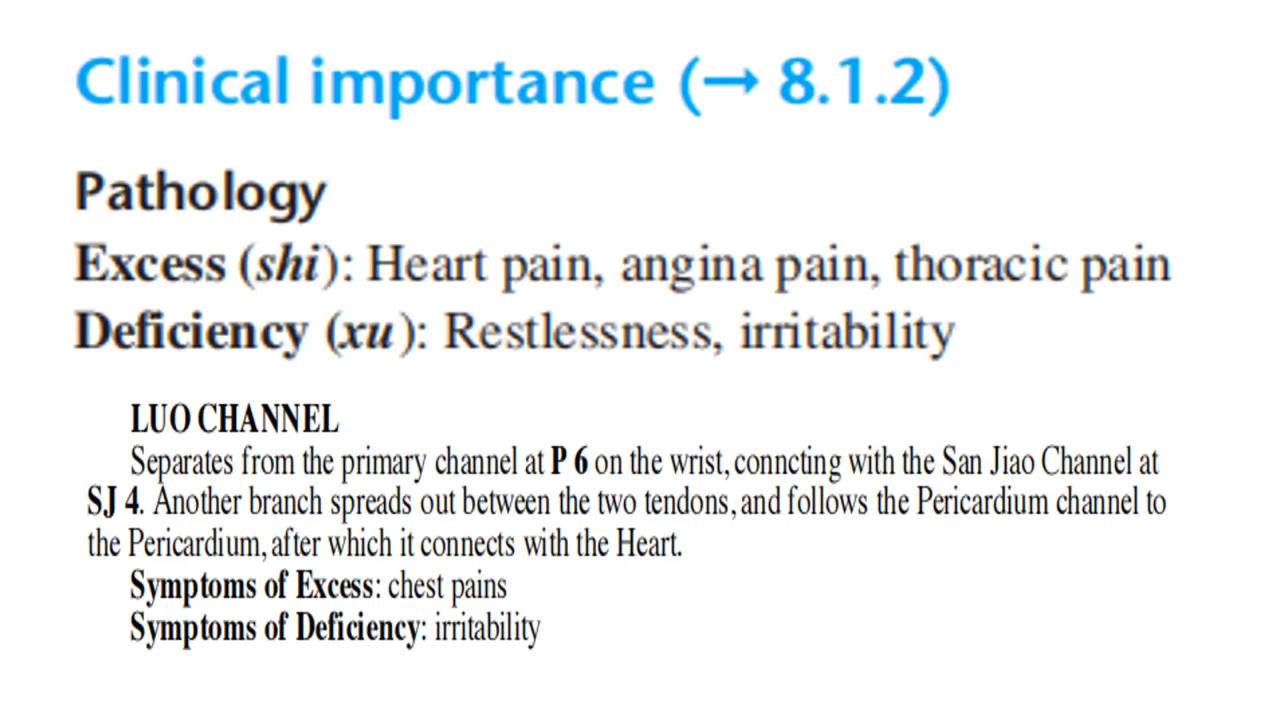 Clinical importance (→ 8.1.2)
Pathology
Excess (shi): Heart pain, angina pain, thoracic pain
Deficiency (xu): Restlessness, irritability
LUO CHANNEL
Separates from the primary channel at P 6 on the wrist, conncting with the San Jiao Channel at
SJ 4. Another branch spreads out between the two tendons, and follows the Pericardium channel to
the Pericardium, after which it connects with the Heart.
Symptoms of Excess: chest pains
Symptoms of Deficiency: irritability